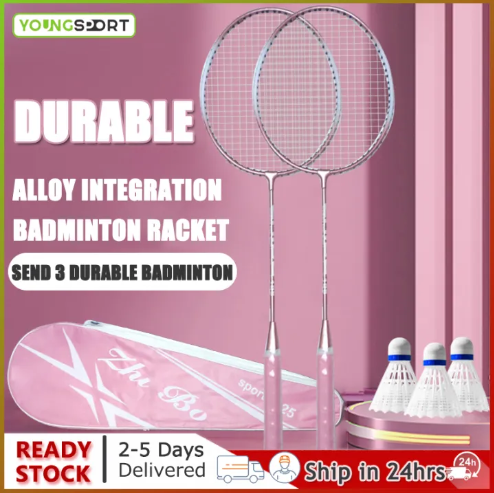 YOUNGSPORT
DURABLE
ALLOY INTEGRATION
BADMINTON RACKET
SEND 3 DURABLE BADMINTON
Zhi Bo
READY
STOCK
2-5 Days
Delivered
Ship in 24hrs
24h